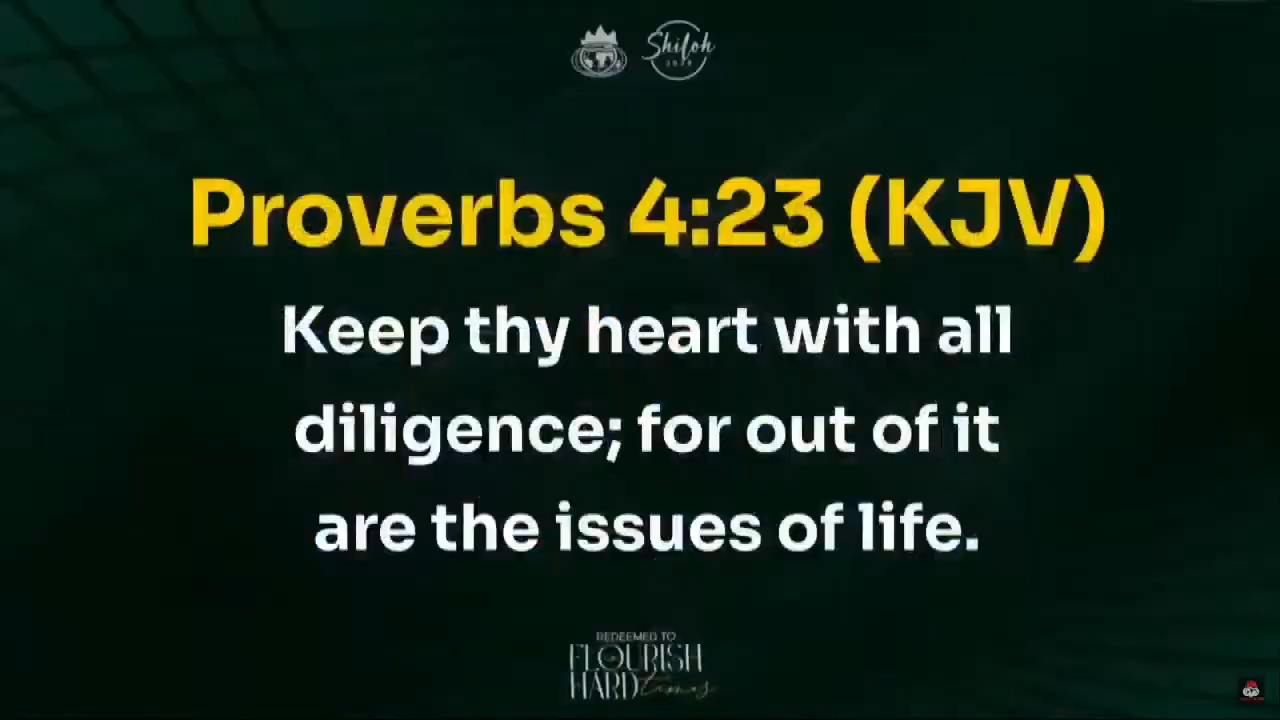 Shiloh
Proverbs 4:23 (KJV)
Keep thy heart with all
diligence; for out of it
are the issues of life.
REDEEMED TO
FLOURISH
HARD times